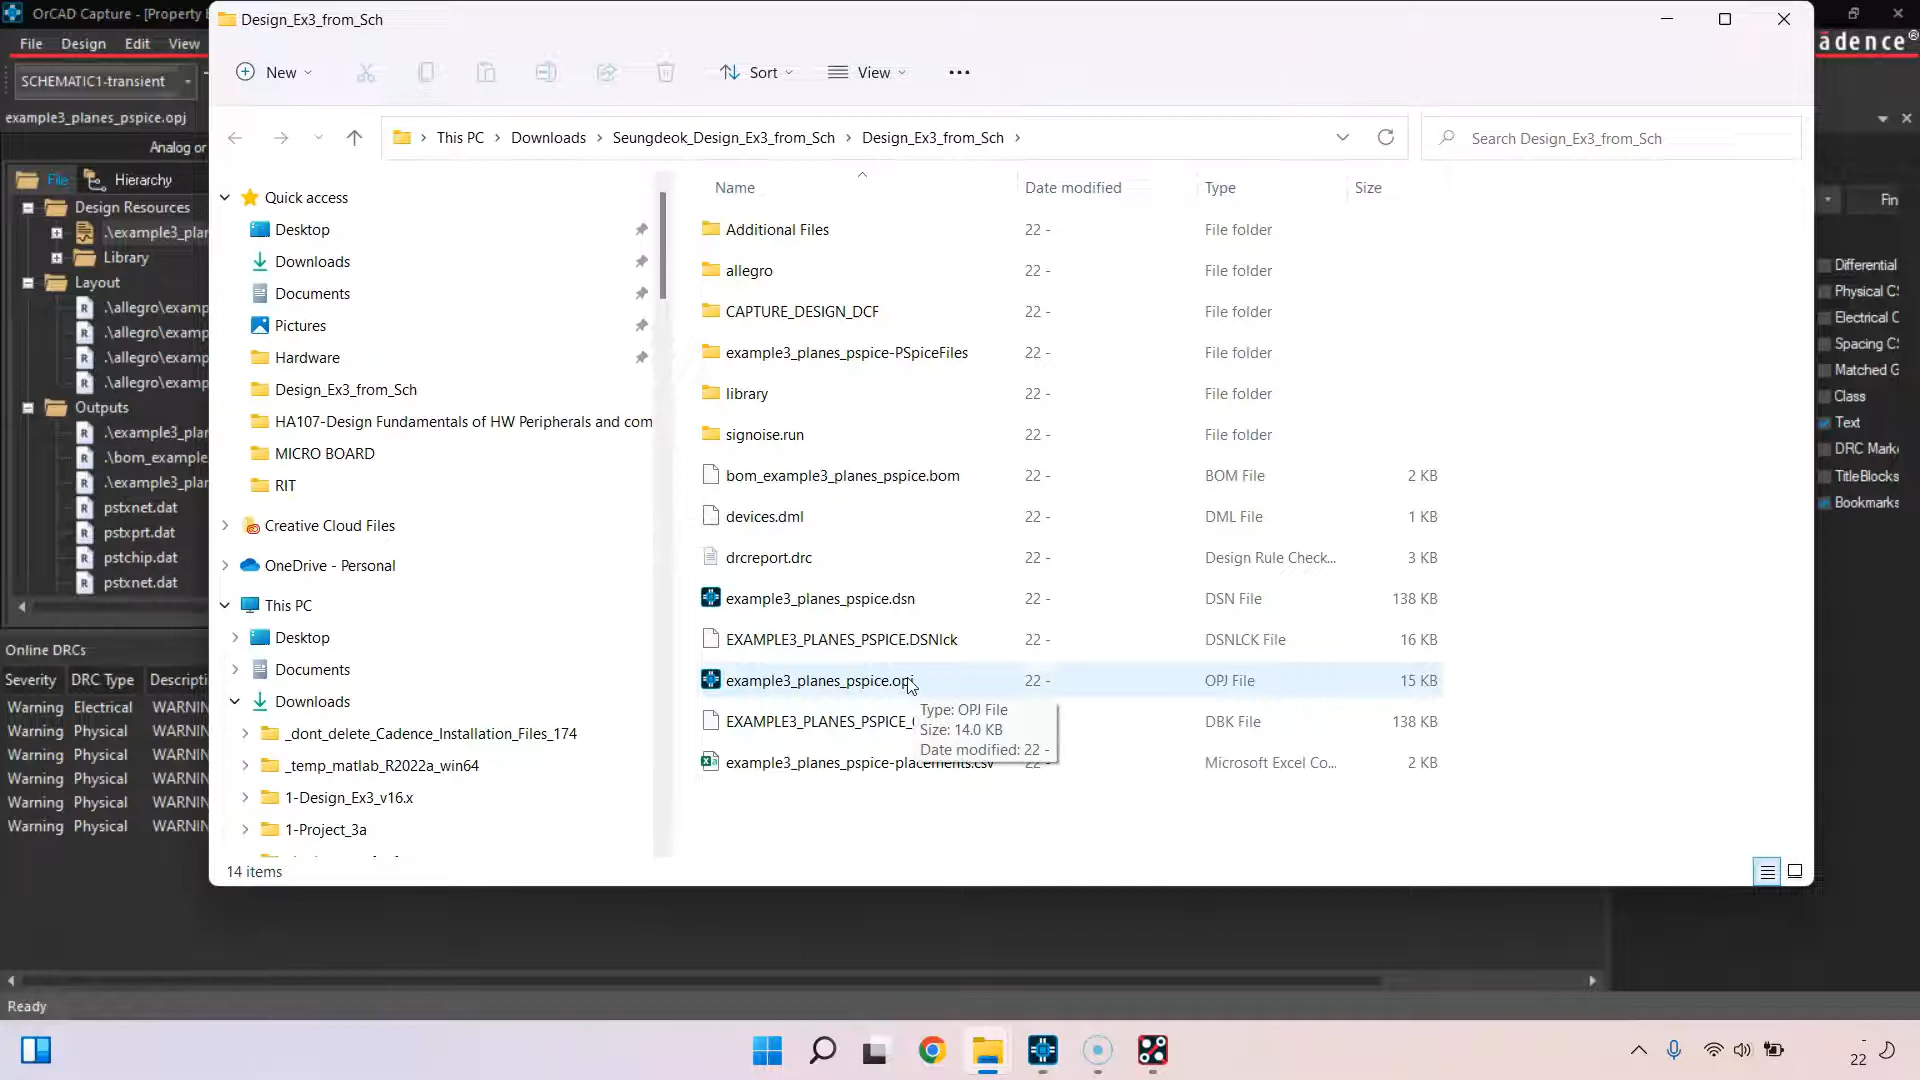 OrCAD Capture - [Property
Design_Ex3_from_Sch
File Design Edit View
ādence®
SCHEMATIC1-transient
New
Sort
View
example3_planes_pspice.opj
This PC > Downloads > Seungdeok_Design_Ex3_from_Sch > Design_Ex3_from_Sch >
Search Design_Ex3_from_Sch
Analog or
File Hierarchy
Design Resources
.\example3_plan
Library
Layout
.\allegro\examp
.\allegro\examp
.\allegro\examp
.\allegro\examp
Outputs
.\example3_plan
.\bom_example
.\example3_plan
pstxnet.dat
pstxprt.dat
pstchip.dat
pstxnet.dat
Online DRCs
Severity DRC Type Descripti
Warning Electrical WARNIN
Warning Physical WARNIN
Warning Physical WARNIN
Warning Physical WARNIN
Warning Physical WARNIN
Warning Physical WARNIN
Ready
Quick access
Desktop
Downloads
Documents
Pictures
Hardware
Design_Ex3_from_Sch
HA107-Design Fundamentals of HW Peripherals and com
MICRO BOARD
RIT
Creative Cloud Files
OneDrive - Personal
This PC
Desktop
Documents
Downloads
_dont_delete_Cadence_Installation_Files_174
_temp_matlab_R2022a_win64
1-Design_Ex3_v16.x
1-Project_3a
14 items
Name Date modified Type Size
Additional Files 22 - File folder
allegro 22 - File folder
CAPTURE_DESIGN_DCF 22 - File folder
example3_planes_pspice-PSpiceFiles 22 - File folder
library 22 - File folder
signoise.run 22 - File folder
bom_example3_planes_pspice.bom 22 - BOM File 2 KB
devices.dml 22 - DML File 1 KB
drcreport.drc 22 - Design Rule Check... 3 KB
example3_planes_pspice.dsn 22 - DSN File 138 KB
EXAMPLE3_PLANES_PSPICE.DSNlck 22 - DSNLCK File 16 KB
example3_planes_pspice.opj 22 - OPJ File 15 KB
EXAMPLE3_PLANES_PSPICE_ DBK File 138 KB
example3_planes_pspice-placements.csv 22 - Microsoft Excel Co... 2 KB
Type: OPJ File
Size: 14.0 KB
Date modified: 22 -
Fin
Differential
Physical CS
Electrical C
Spacing CS
Matched G
Class
Text
DRC Mark
TitleBlocks
Bookmarks
22